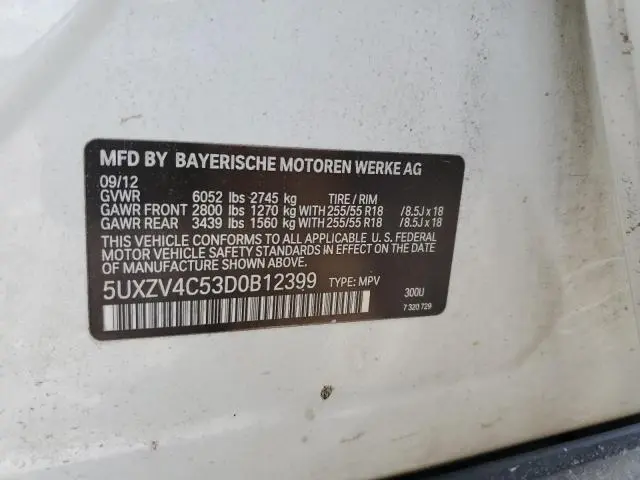 MFD BY BAYERISCHE MOTOREN WERKE AG
09/12
GVWR 6052 lbs 2745 kg TIRE / RIM
GAWR FRONT 2800 lbs 1270 kg WITH 255/55 R18 /8.5J x 18
GAWR REAR 3439 lbs 1560 kg WITH 255/55 R18 /8.5J x 18
THIS VEHICLE CONFORMS TO ALL APPLICABLE U. S. FEDERAL
MOTOR VEHICLE SAFETY STANDARDS IN EFFECT ON THE DATE
OF MANUFACTURE SHOWN ABOVE.
5UXZV4C53D0B12399 TYPE: MPV
300U
7 320 729